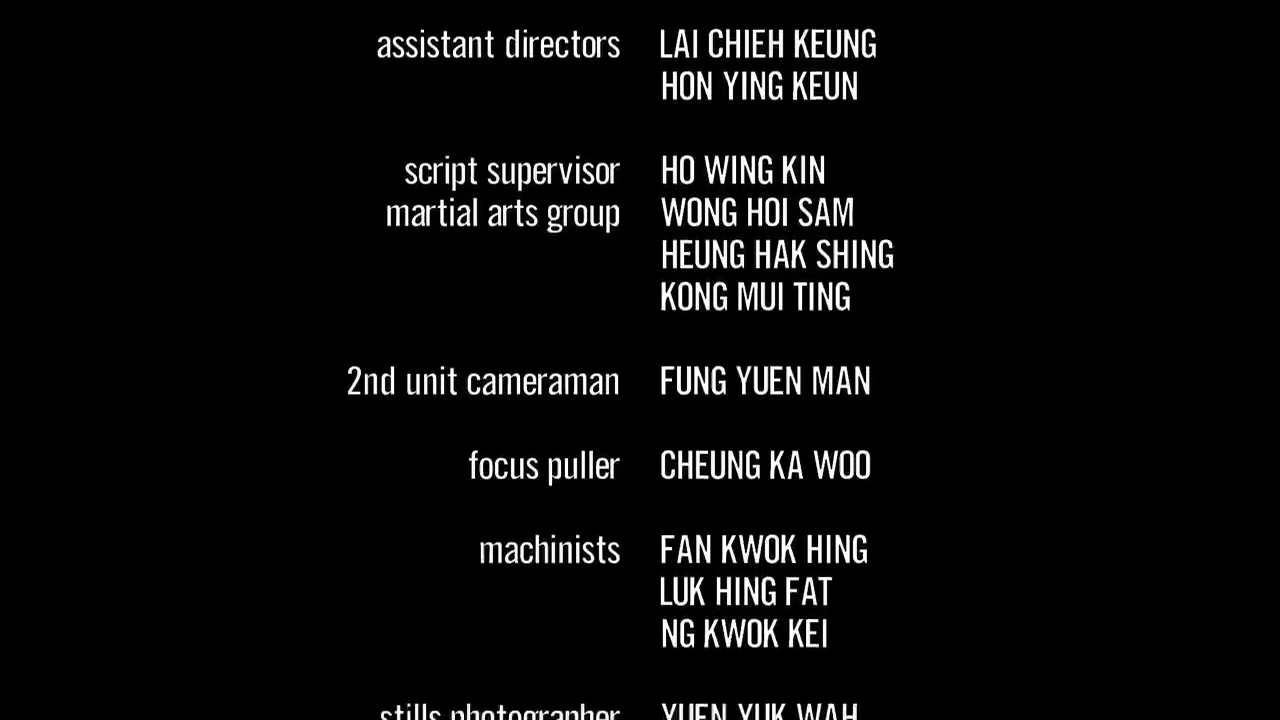 assistant directors LAI CHIEH KEUNG
HON YING KEUN
script supervisor HO WING KIN
martial arts group WONG HOI SAM
HEUNG HAK SHING
KONG MUI TING
2nd unit cameraman FUNG YUEN MAN
focus puller CHEUNG KA WOO
machinists FAN KWOK HING
LUK HING FAT
NG KWOK KEI
stills photographer YUEN YUK WAH